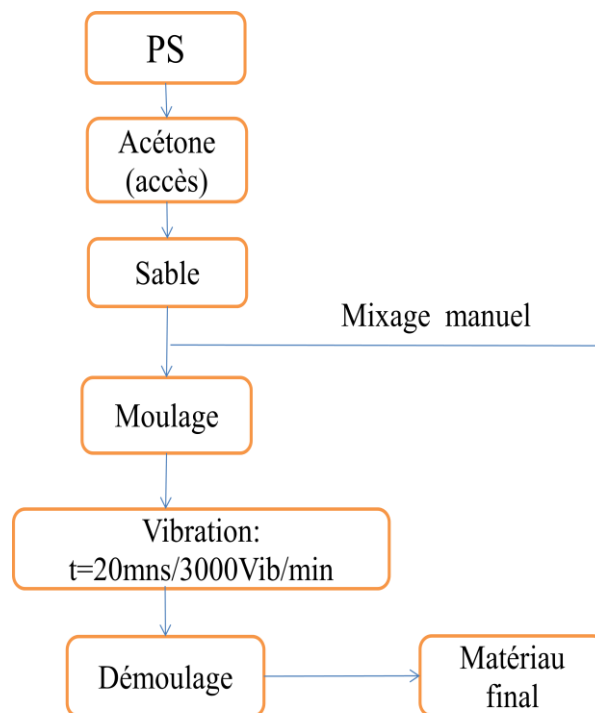 PS
Acétone
(accès)
Sable
Mixage manuel
Moulage
Vibration:
t=20mns/3000Vib/min
Démoulage
Matériau
final